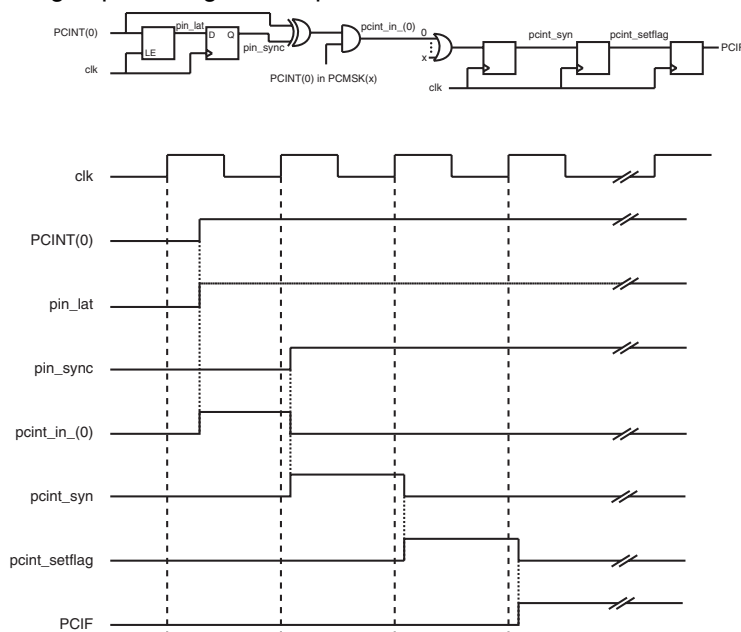 PCINT(0)
pin_lat
D Q
LE
pin_sync
pcint_in_(0)
0
x
clk
PCINT(0) in PCMSK(x)
pcint_syn
pcint_setflag
PCIF
clk
clk
PCINT(0)
pin_lat
pin_sync
pcint_in_(0)
pcint_syn
pcint_setflag
PCIF